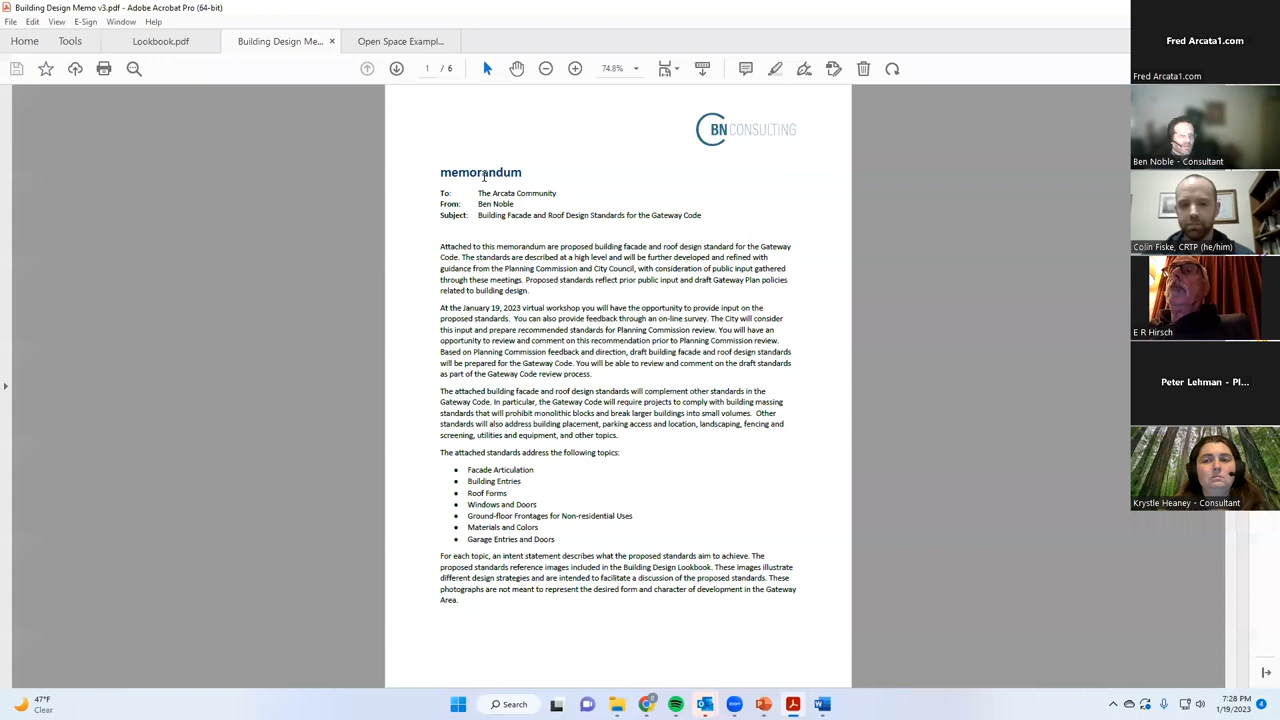 Building Design Memo v3.pdf - Adobe Acrobat Pro (64-bit)
File Edit View E-Sign Window Help
Home Tools Lookbook.pdf Building Design Me... × Open Space Exampl...
1 / 6 74.8%
BN CONSULTING
memorandum
To: The Arcata Community
From: Ben Noble
Subject: Building Facade and Roof Design Standards for the Gateway Code
Attached to this memorandum are proposed building facade and roof design standard for the Gateway
Code. The standards are described at a high level and will be further developed and refined with
guidance from the Planning Commission and City Council, with consideration of public input gathered
through these meetings. Proposed standards reflect prior public input and draft Gateway Plan policies
related to building design.
At the January 19, 2023 virtual workshop you will have the opportunity to provide input on the
proposed standards. You can also provide feedback through an on-line survey. The City will consider
this input and prepare recommended standards for Planning Commission review. You will have an
opportunity to review and comment on this recommendation prior to Planning Commission review.
Based on Planning Commission feedback and direction, draft building facade and roof design standards
will be prepared for the Gateway Code. You will be able to review and comment on the draft standards
as part of the Gateway Code review process.
The attached building facade and roof design standards will complement other standards in the
Gateway Code. In particular, the Gateway Code will require projects to comply with building massing
standards that will prohibit monolithic blocks and break larger buildings into small volumes. Other
standards will also address building placement, parking access and location, landscaping, fencing and
screening, utilities and equipment, and other topics.
The attached standards address the following topics:
• Facade Articulation
• Building Entries
• Roof Forms
• Windows and Doors
• Ground-floor Frontages for Non-residential Uses
• Materials and Colors
• Garage Entries and Doors
For each topic, an intent statement describes what the proposed standards aim to achieve. The
proposed standards reference images included in the Building Design Lookbook. These images illustrate
different design strategies and are intended to facilitate a discussion of the proposed standards. These
photographs are not meant to represent the desired form and character of development in the Gateway
Area.
Fred Arcata1.com
Fred Arcata1.com
Ben Noble - Consultant
Colin Fiske, CRTP (he/him)
E R Hirsch
Peter Lehman - Pl...
Krystle Heaney - Consultant
47°F
Clear
Search
7:28 PM
1/19/2023
4